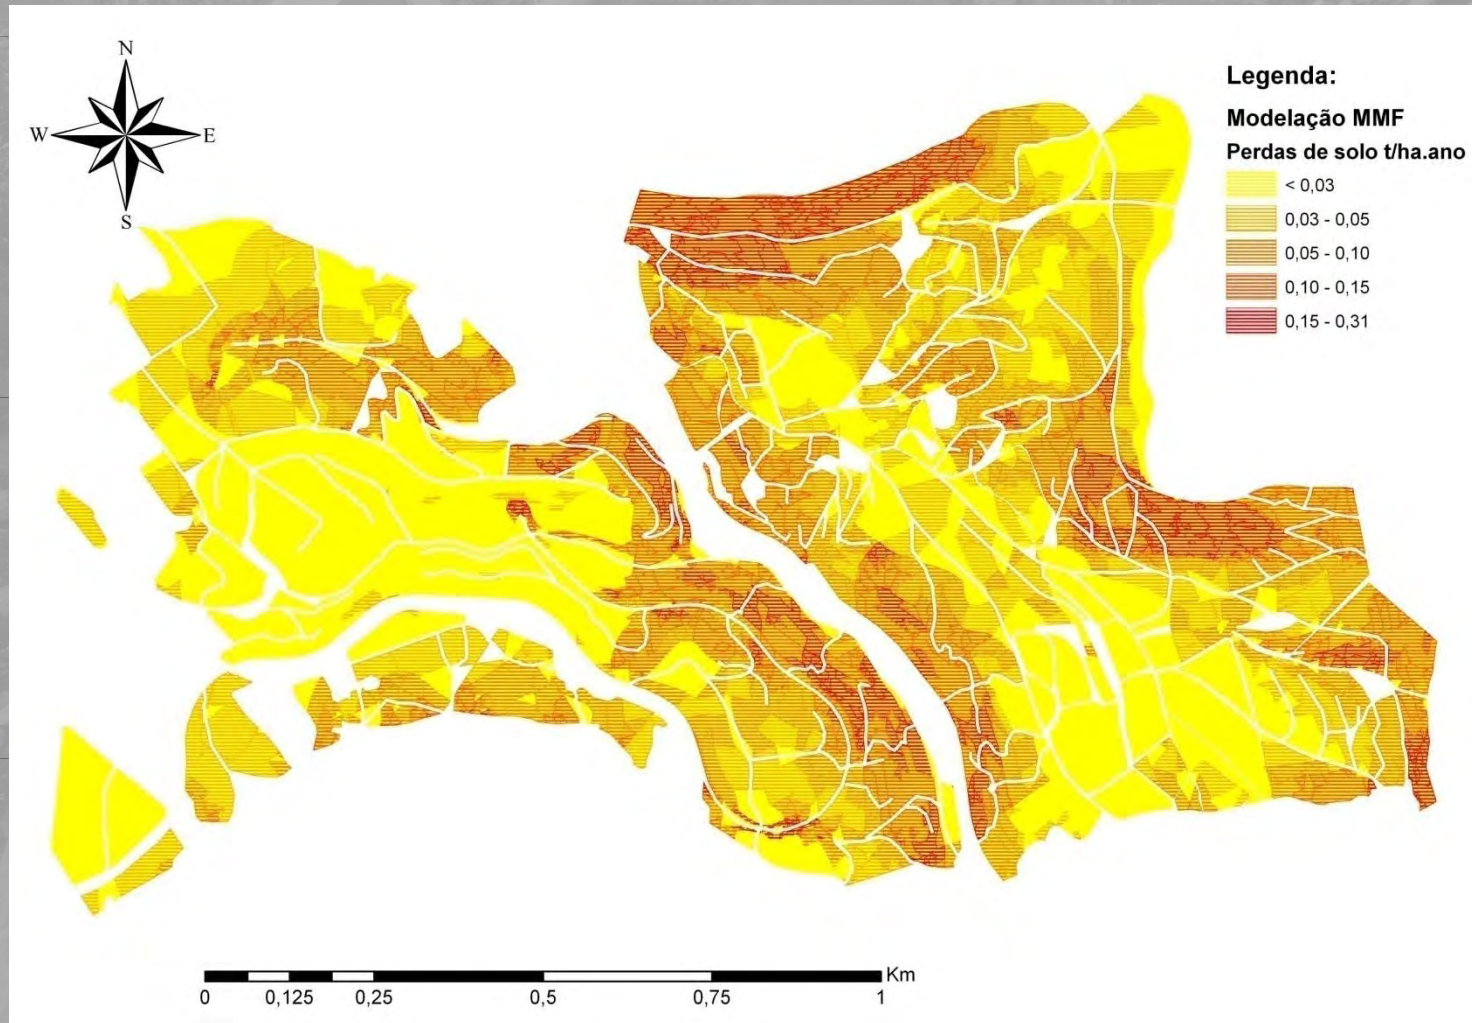 N
W E
S
Legenda:
Modelação MMF
Perdas de solo t/ha.ano
< 0,03
0,03 - 0,05
0,05 - 0,10
0,10 - 0,15
0,15 - 0,31
Km
0 0,125 0,25 0,5 0,75 1